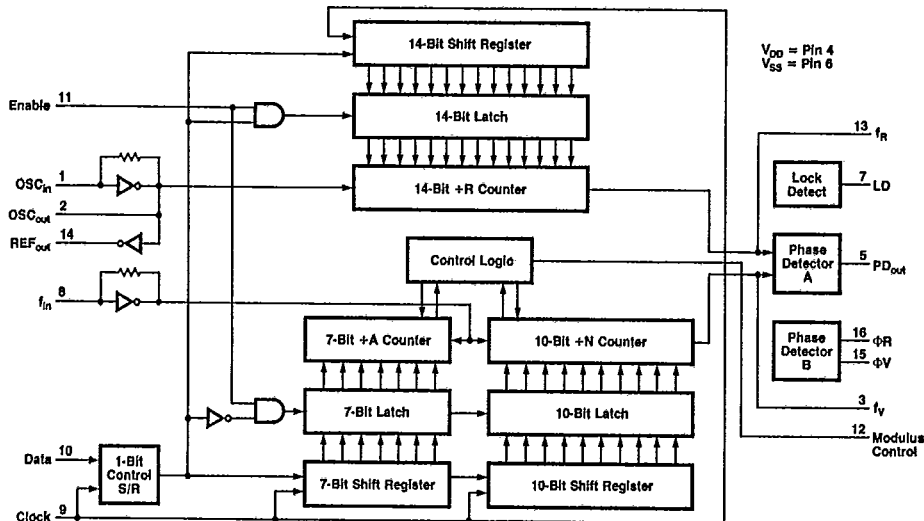 14-Bit Shift Register
V_DD = Pin 4
V_SS = Pin 6
Enable 11
14-Bit Latch
13 f_R
14-Bit +R Counter
Lock
Detect
7 LD
OSC_in 1
OSC_out 2
REF_out 14
Control Logic
Phase
Detector
A
5 PD_out
f_in 8
7-Bit +A Counter
10-Bit +N Counter
Phase
Detector
B
16 ΦR
15 ΦV
7-Bit Latch
10-Bit Latch
3 f_V
12 Modulus
Control
Data 10
1-Bit
Control
S/R
7-Bit Shift Register
10-Bit Shift Register
Clock 9